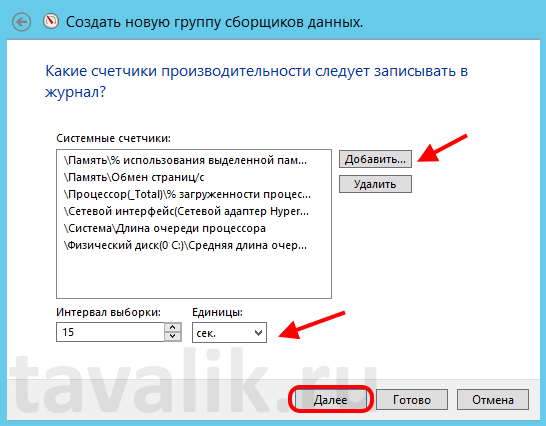 Создать новую группу сборщиков данных.
Какие счетчики производительности следует записывать в
журнал?
Системные счетчики:
\Память\% использования выделенной пам...
\Память\Обмен страниц/с
\Процессор(_Total)\% загруженности процес...
\Сетевой интерфейс(Сетевой адаптер Hyper...
\Система\Длина очереди процессора
\Физический диск(0 C:)\Средняя длина очер...
Добавить...
Удалить
Интервал выборки:
Единицы:
15
сек.
tavalik.ru
Далее
Готово
Отмена